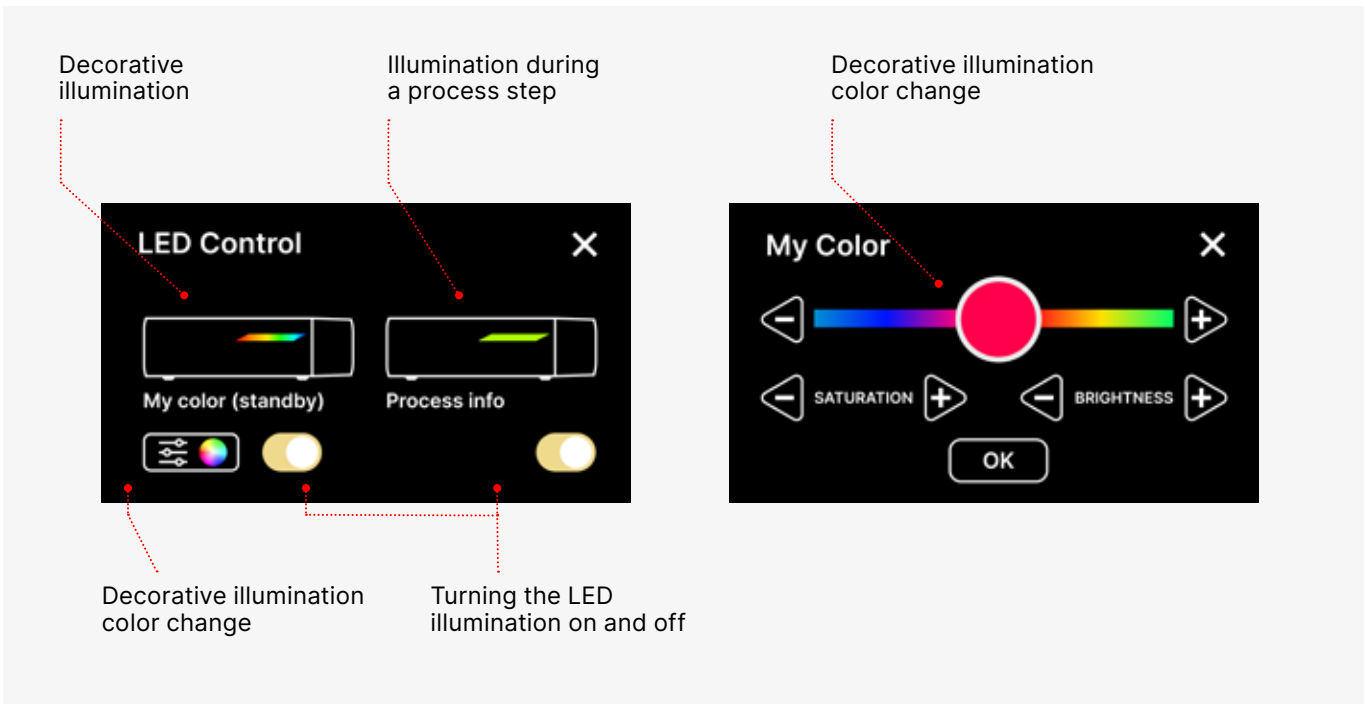 Decorative
illumination
Illumination during
a process step
Decorative illumination
color change
LED Control
My color (standby)
Process info
My Color
SATURATION
BRIGHTNESS
OK
Decorative illumination
color change
Turning the LED
illumination on and off